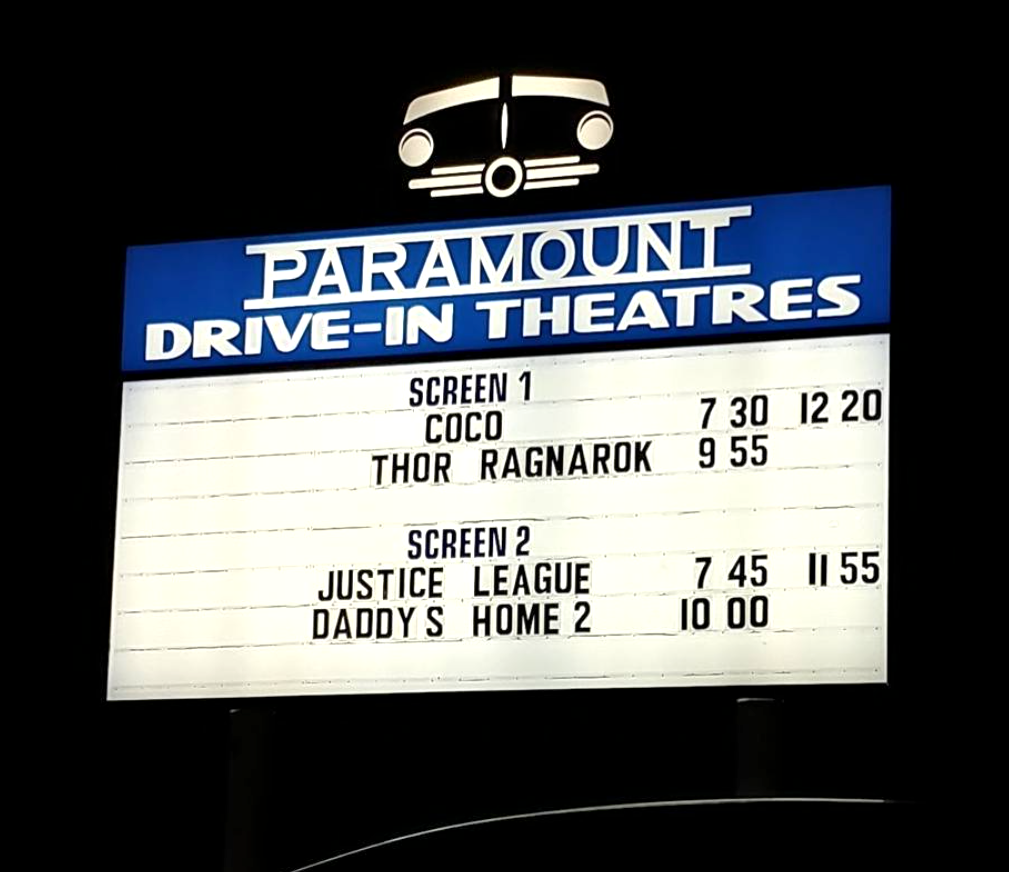 PARAMOUNT
DRIVE-IN THEATRES
SCREEN 1
COCO 7 30 12 20
THOR RAGNAROK 9 55
SCREEN 2
JUSTICE LEAGUE 7 45 11 55
DADDY S HOME 2 10 00